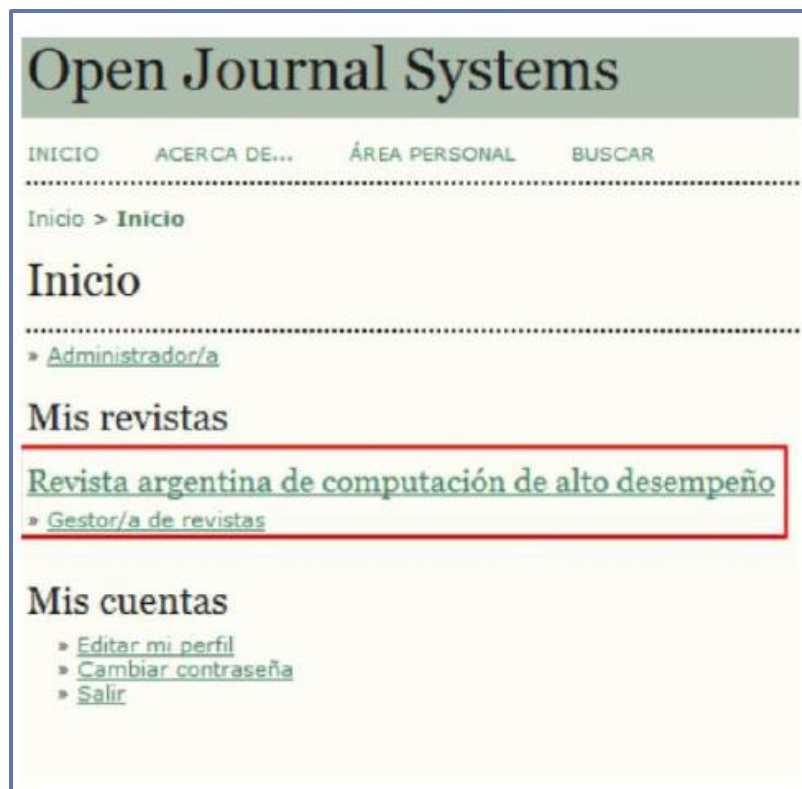 Open Journal Systems
INICIO ACERCA DE... ÁREA PERSONAL BUSCAR
Inicio > Inicio
Inicio
» Administrador/a
Mis revistas
Revista argentina de computación de alto desempeño
» Gestor/a de revistas
Mis cuentas
» Editar mi perfil
» Cambiar contraseña
» Salir